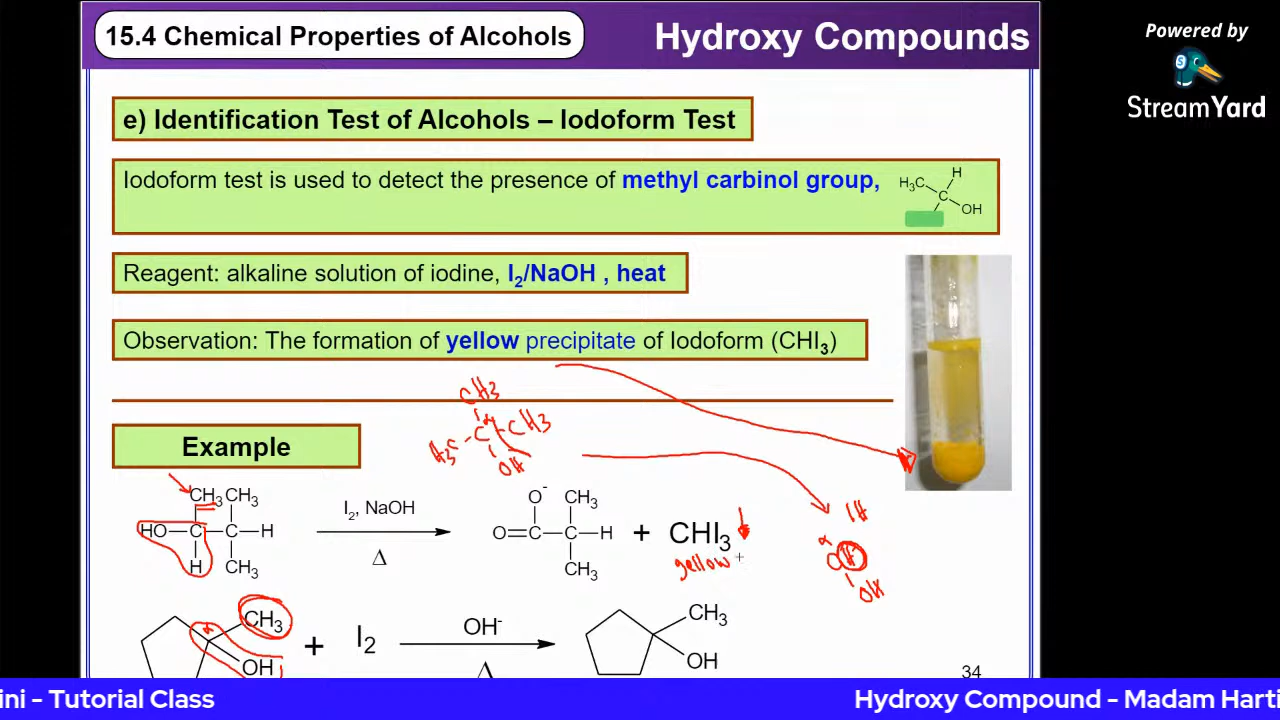 15.4 Chemical Properties of Alcohols
Hydroxy Compounds
Powered by
StreamYard
e) Identification Test of Alcohols – Iodoform Test
Iodoform test is used to detect the presence of methyl carbinol group,
H₃C H
C
OH
Reagent: alkaline solution of iodine, I₂/NaOH , heat
Observation: The formation of yellow precipitate of Iodoform (CHI₃)
CH3
H3C C α CH3
OH
Example
CH₃ CH₃
HO C C H
H CH₃
I₂, NaOH
Δ
O⁻ CH₃
O=C C H
CH₃
+ CHI₃
yellow
α
OH
CH₃
α
OH
+ I₂
OH⁻
Δ
CH₃
OH
34
ini - Tutorial Class
Hydroxy Compound - Madam Harti